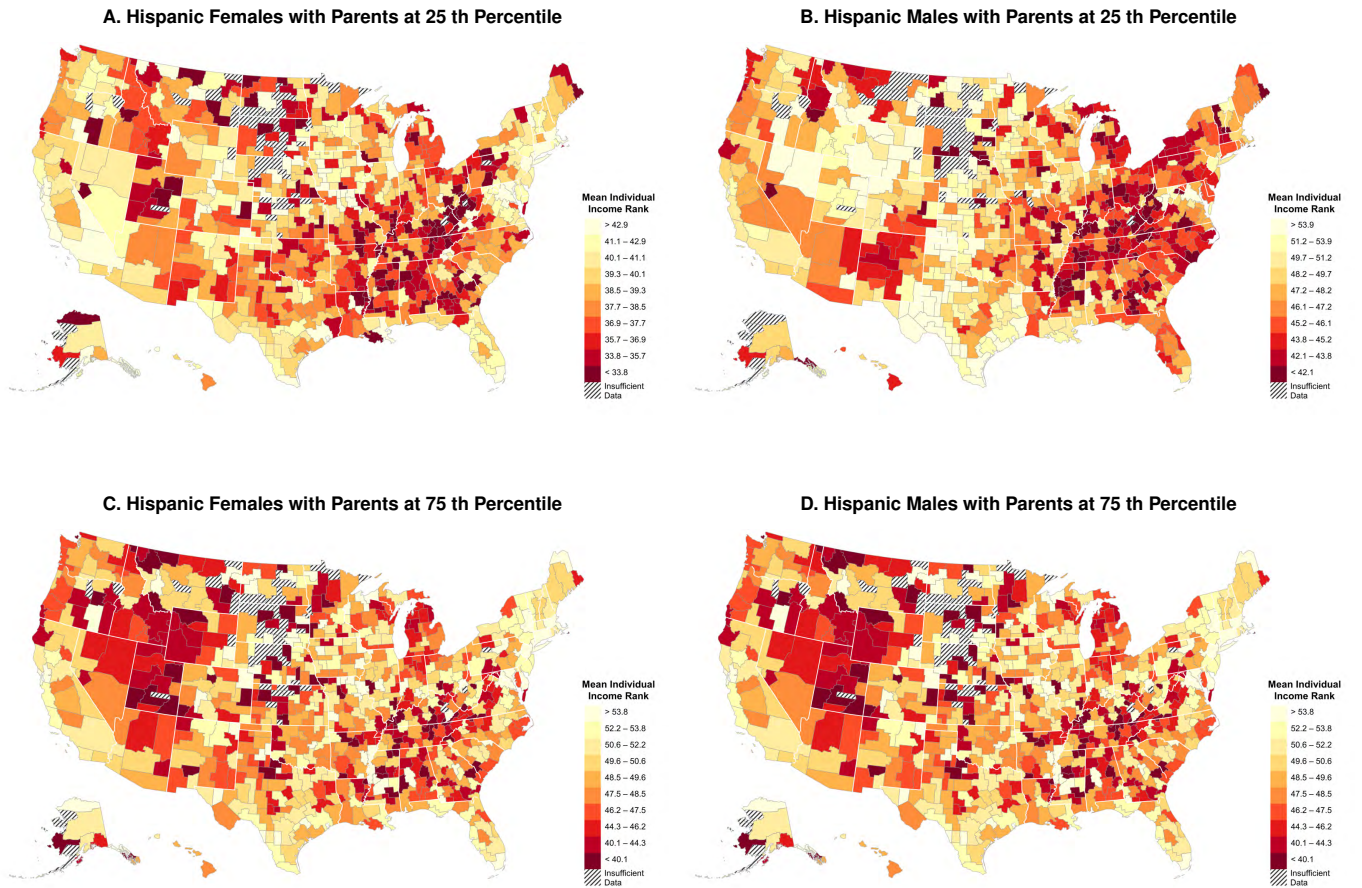 A. Hispanic Females with Parents at 25 th Percentile
Mean Individual
Income Rank
> 42.9
41.1 – 42.9
40.1 – 41.1
39.3 – 40.1
38.5 – 39.3
37.7 – 38.5
36.9 – 37.7
35.7 – 36.9
33.8 – 35.7
< 33.8
Insufficient
Data
B. Hispanic Males with Parents at 25 th Percentile
Mean Individual
Income Rank
> 53.9
51.2 – 53.9
49.7 – 51.2
48.2 – 49.7
47.2 – 48.2
46.1 – 47.2
45.2 – 46.1
43.8 – 45.2
42.1 – 43.8
< 42.1
Insufficient
Data
C. Hispanic Females with Parents at 75 th Percentile
Mean Individual
Income Rank
> 53.8
52.2 – 53.8
50.6 – 52.2
49.6 – 50.6
48.5 – 49.6
47.5 – 48.5
46.2 – 47.5
44.3 – 46.2
40.1 – 44.3
< 40.1
Insufficient
Data
D. Hispanic Males with Parents at 75 th Percentile
Mean Individual
Income Rank
> 53.8
52.2 – 53.8
50.6 – 52.2
49.6 – 50.6
48.5 – 49.6
47.5 – 48.5
46.2 – 47.5
44.3 – 46.2
40.1 – 44.3
< 40.1
Insufficient
Data